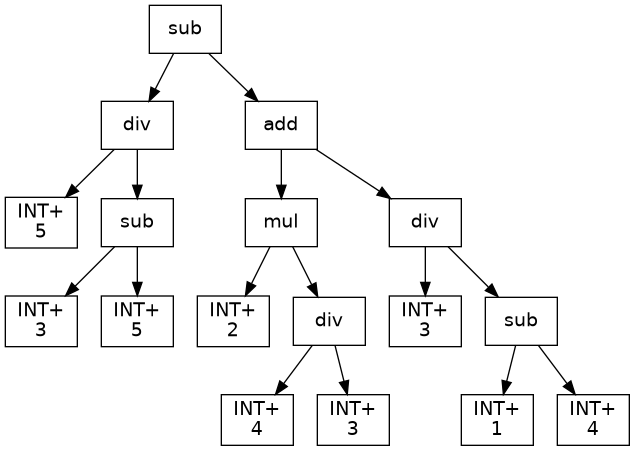 sub
div
add
INT+
5
sub
mul
div
INT+
3
INT+
5
INT+
2
div
INT+
3
sub
INT+
4
INT+
3
INT+
1
INT+
4